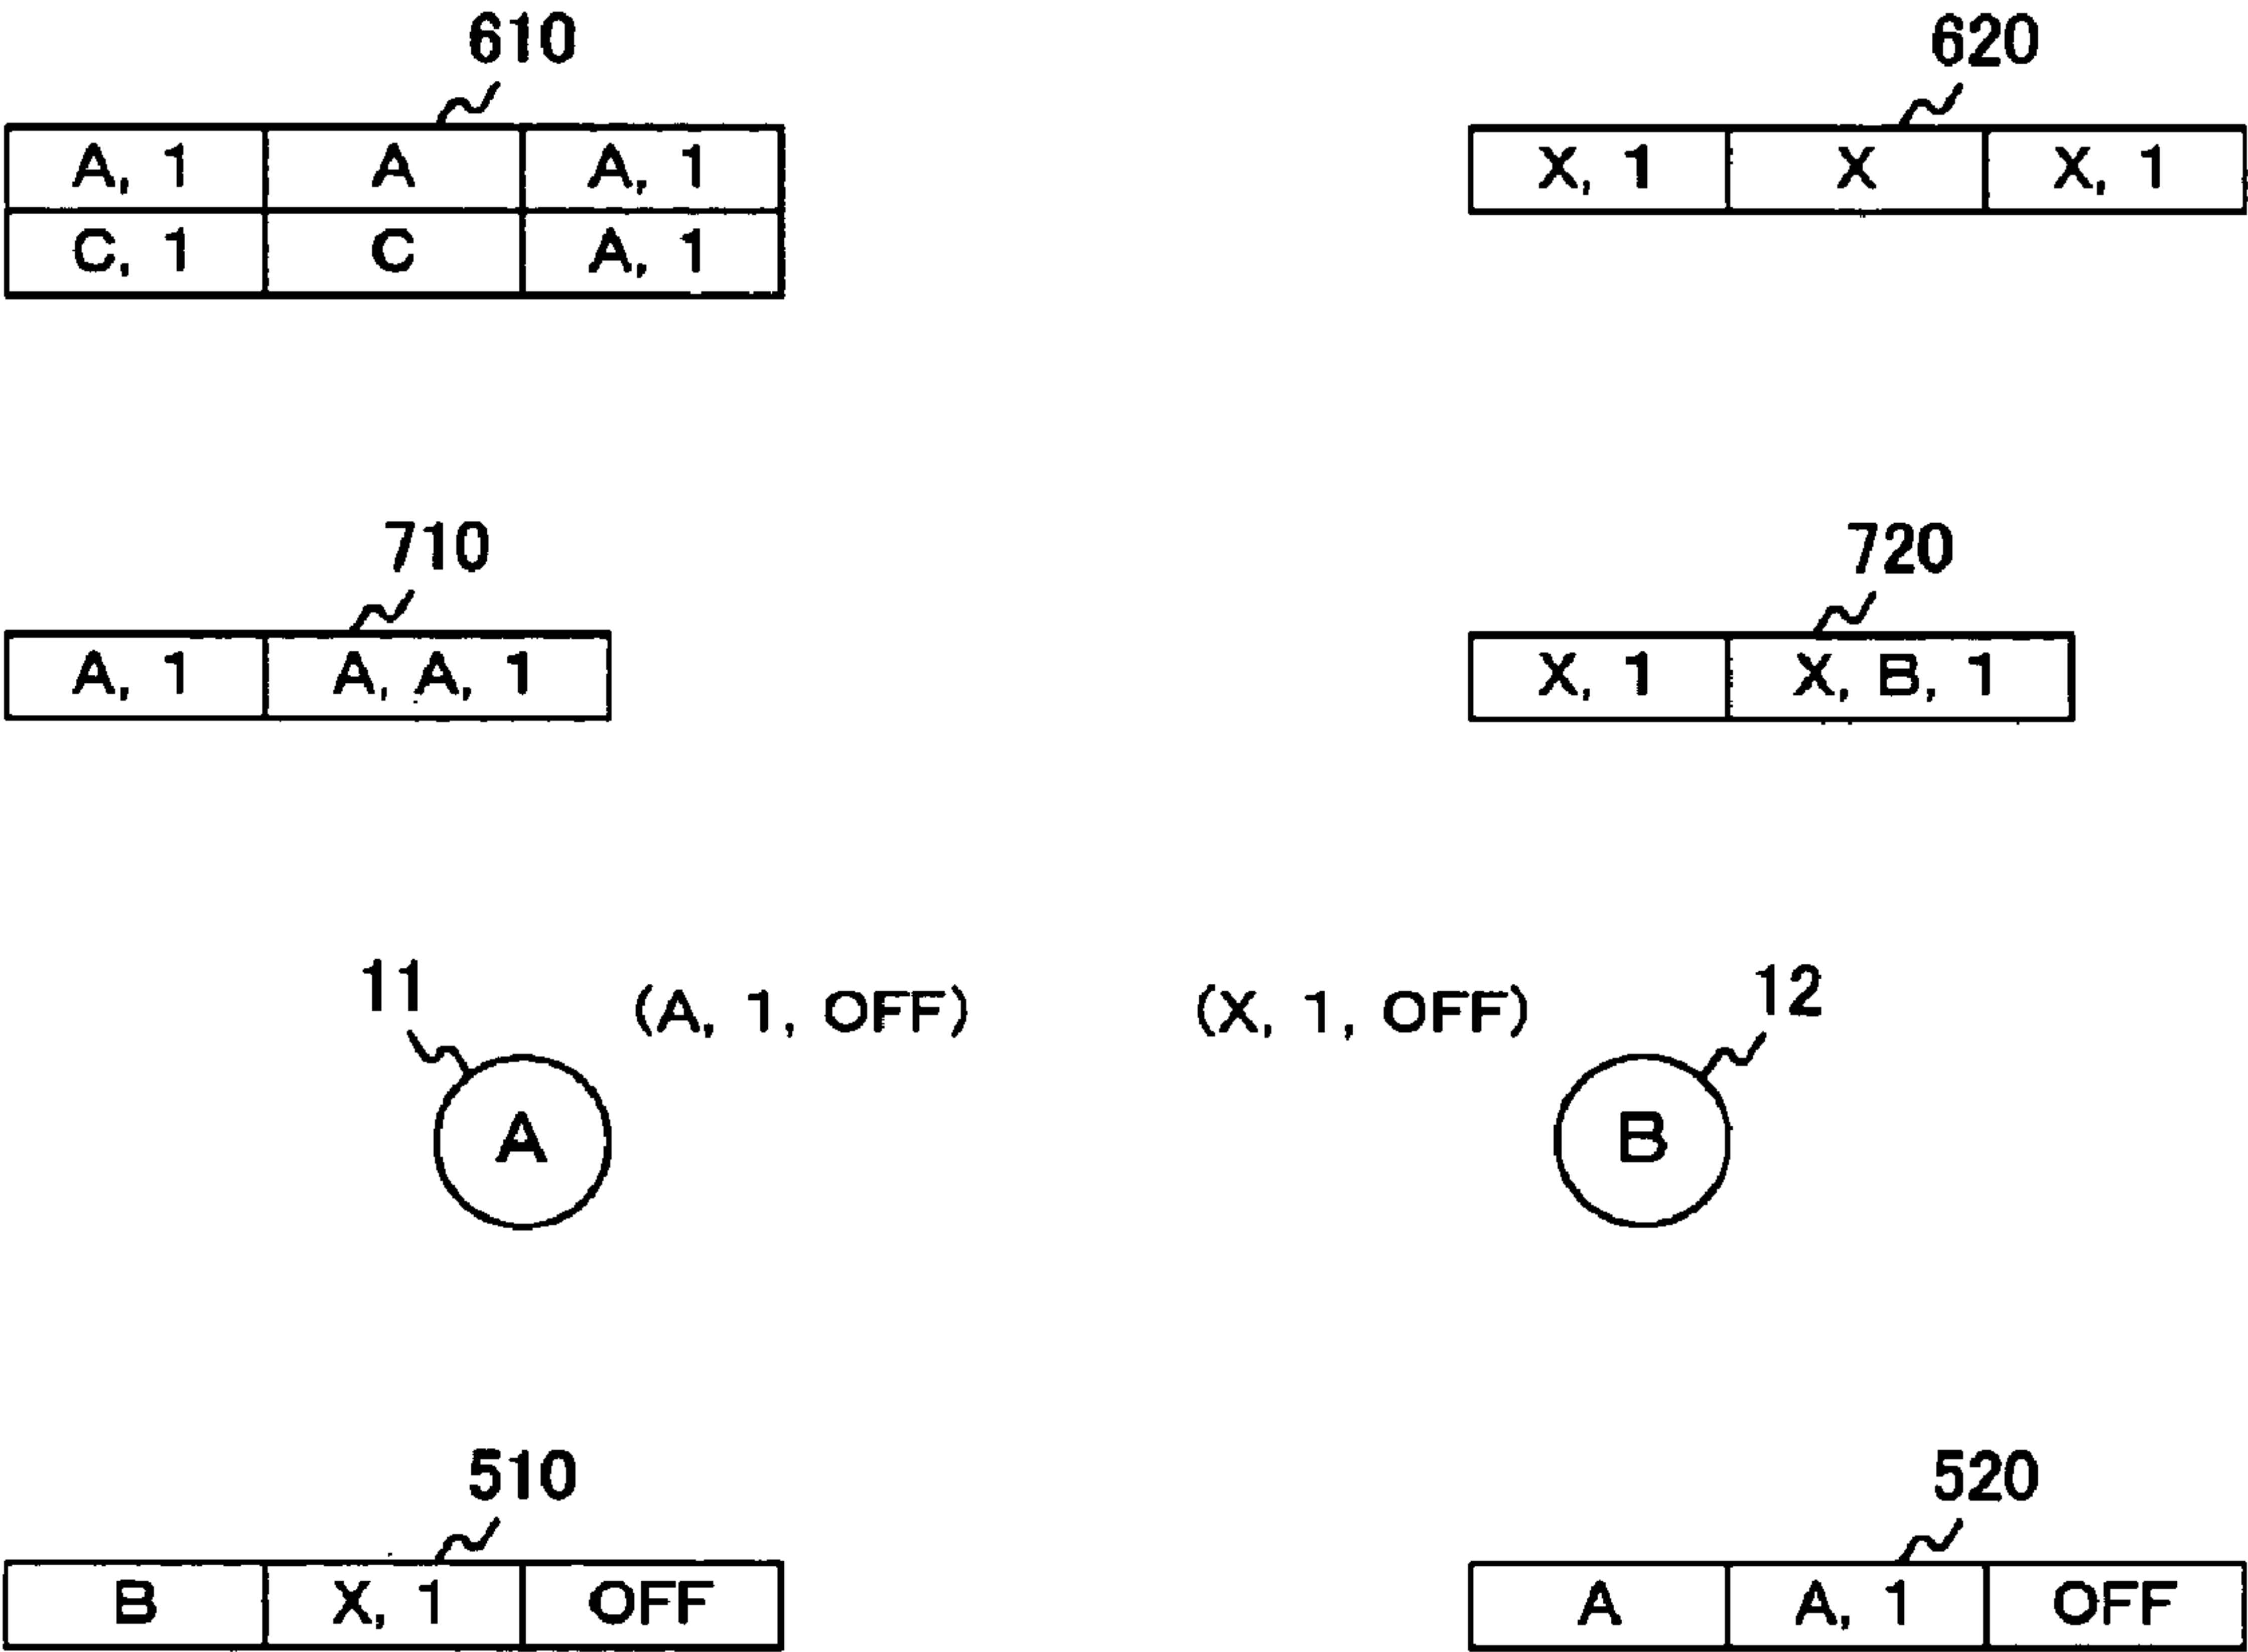 610 620
A, 1 A A, 1 X, 1 X X, 1
C, 1 C A, 1
710 720
A, 1 A, A, 1 X, 1 X, B, 1
11 (A, 1, OFF) (X, 1, OFF) 12
A B
510 520
B X, 1 OFF A A, 1 OFF